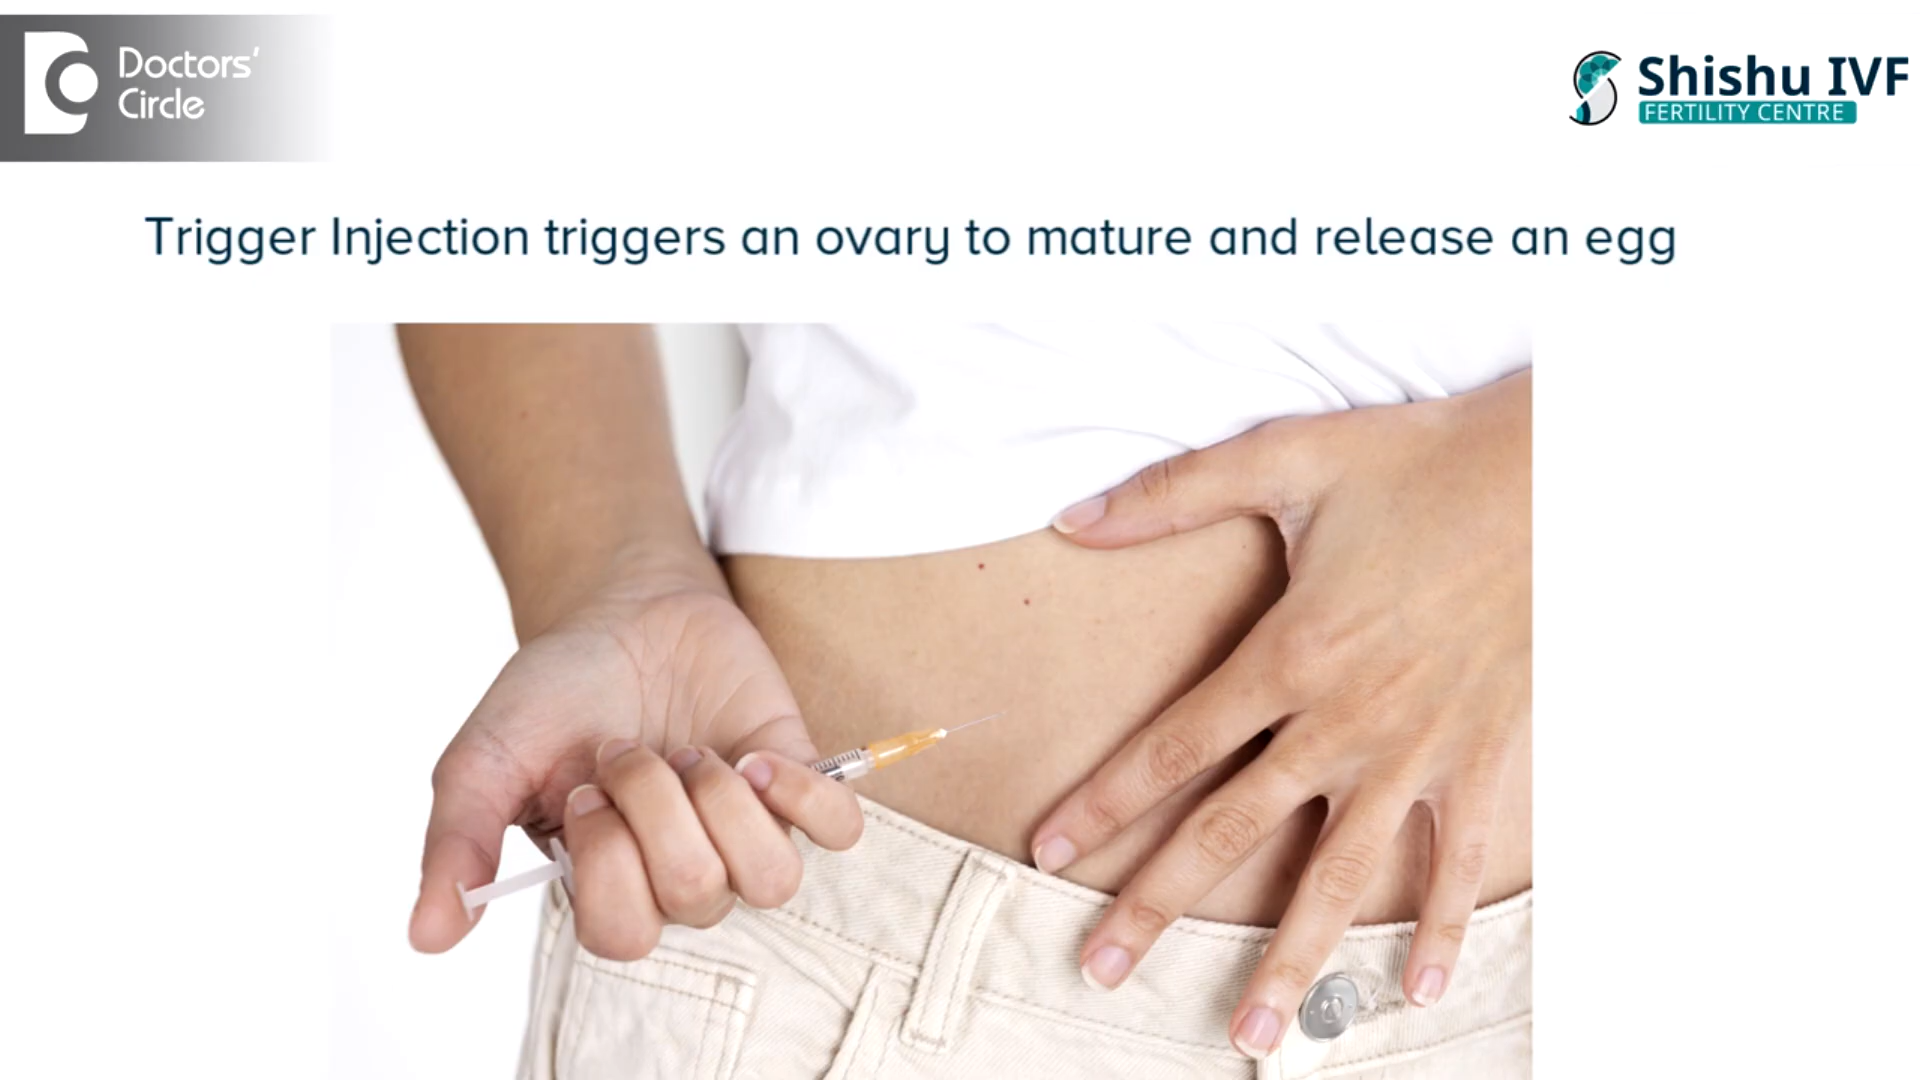 Doctors'
Circle
Shishu IVF
FERTILITY CENTRE
Trigger Injection triggers an ovary to mature and release an egg